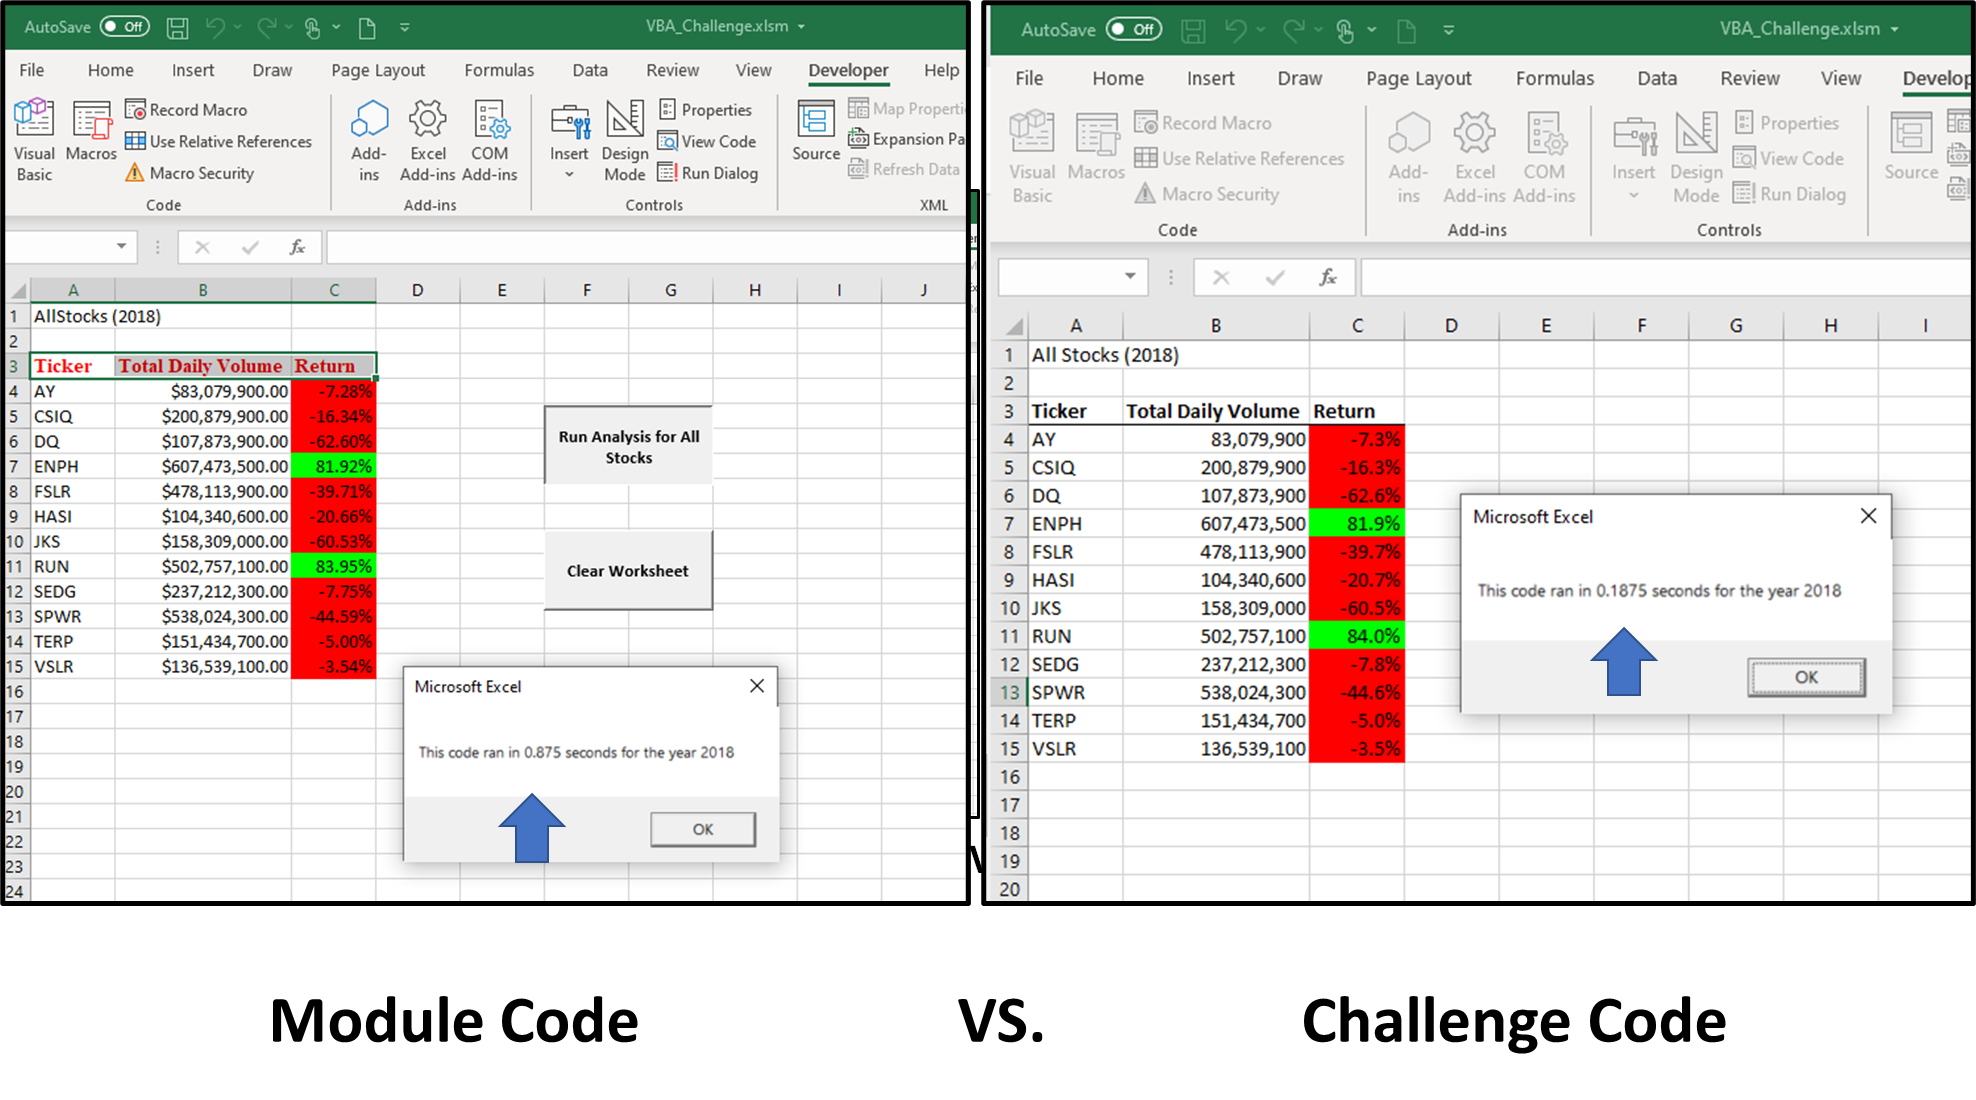 AutoSave Off VBA_Challenge.xlsm
File Home Insert Draw Page Layout Formulas Data Review View Developer Help
Visual Basic
Macros
Record Macro
Use Relative References
Macro Security
Code
Add-ins
Excel Add-ins
COM Add-ins
Add-ins
Insert
Design Mode
Properties
View Code
Run Dialog
Controls
Source
Map Properti
Expansion Pa
Refresh Data
XML
fx
A B C D E F G H I J
1 AllStocks (2018)
2
3 Ticker Total Daily Volume Return
4 AY $83,079,900.00 -7.28%
5 CSIQ $200,879,900.00 -16.34%
6 DQ $107,873,900.00 -62.60%
7 ENPH $607,473,500.00 81.92%
8 FSLR $478,113,900.00 -39.71%
9 HASI $104,340,600.00 -20.66%
10 JKS $158,309,000.00 -60.53%
11 RUN $502,757,100.00 83.95%
12 SEDG $237,212,300.00 -7.75%
13 SPWR $538,024,300.00 -44.59%
14 TERP $151,434,700.00 -5.00%
15 VSLR $136,539,100.00 -3.54%
16
17
18
19
20
21
22
23
24
Run Analysis for All
Stocks
Clear Worksheet
Microsoft Excel
This code ran in 0.875 seconds for the year 2018
OK
AutoSave Off VBA_Challenge.xlsm
File Home Insert Draw Page Layout Formulas Data Review View Develop
Visual Basic
Macros
Record Macro
Use Relative References
Macro Security
Code
Add-ins
Excel Add-ins
COM Add-ins
Add-ins
Insert
Design Mode
Properties
View Code
Run Dialog
Controls
Source
fx
A B C D E F G H I
1 All Stocks (2018)
2
3 Ticker Total Daily Volume Return
4 AY 83,079,900 -7.3%
5 CSIQ 200,879,900 -16.3%
6 DQ 107,873,900 -62.6%
7 ENPH 607,473,500 81.9%
8 FSLR 478,113,900 -39.7%
9 HASI 104,340,600 -20.7%
10 JKS 158,309,000 -60.5%
11 RUN 502,757,100 84.0%
12 SEDG 237,212,300 -7.8%
13 SPWR 538,024,300 -44.6%
14 TERP 151,434,700 -5.0%
15 VSLR 136,539,100 -3.5%
16
17
18
19
20
Microsoft Excel
This code ran in 0.1875 seconds for the year 2018
OK
Module Code VS. Challenge Code